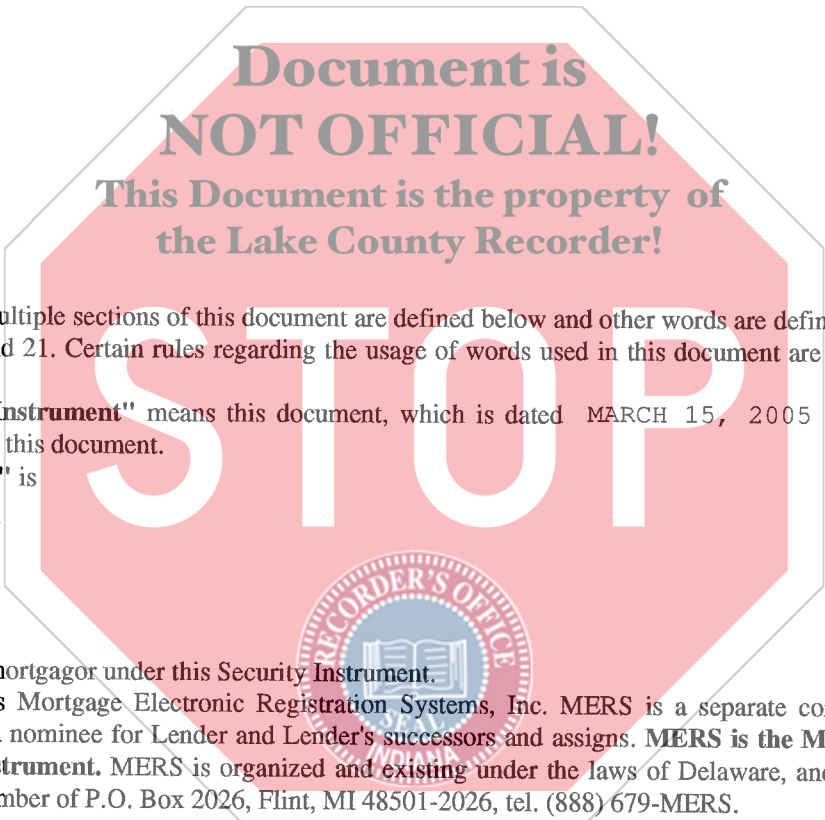 Document is
NOT OFFICIAL!
This Document is the property of
the Lake County Recorder!
ultiple sections of this document are defined below and other words are defin
d 21. Certain rules regarding the usage of words used in this document are
STOP
Instrument" means this document, which is dated MARCH 15, 2005
this document.
" is
RECORDER'S OFFICE
SEAL
INDIANA
nortgagor under this Security Instrument.
s Mortgage Electronic Registration Systems, Inc. MERS is a separate co
nominee for Lender and Lender's successors and assigns. MERS is the M
trument. MERS is organized and existing under the laws of Delaware, an
mber of P.O. Box 2026, Flint, MI 48501-2026, tel. (888) 679-MERS.